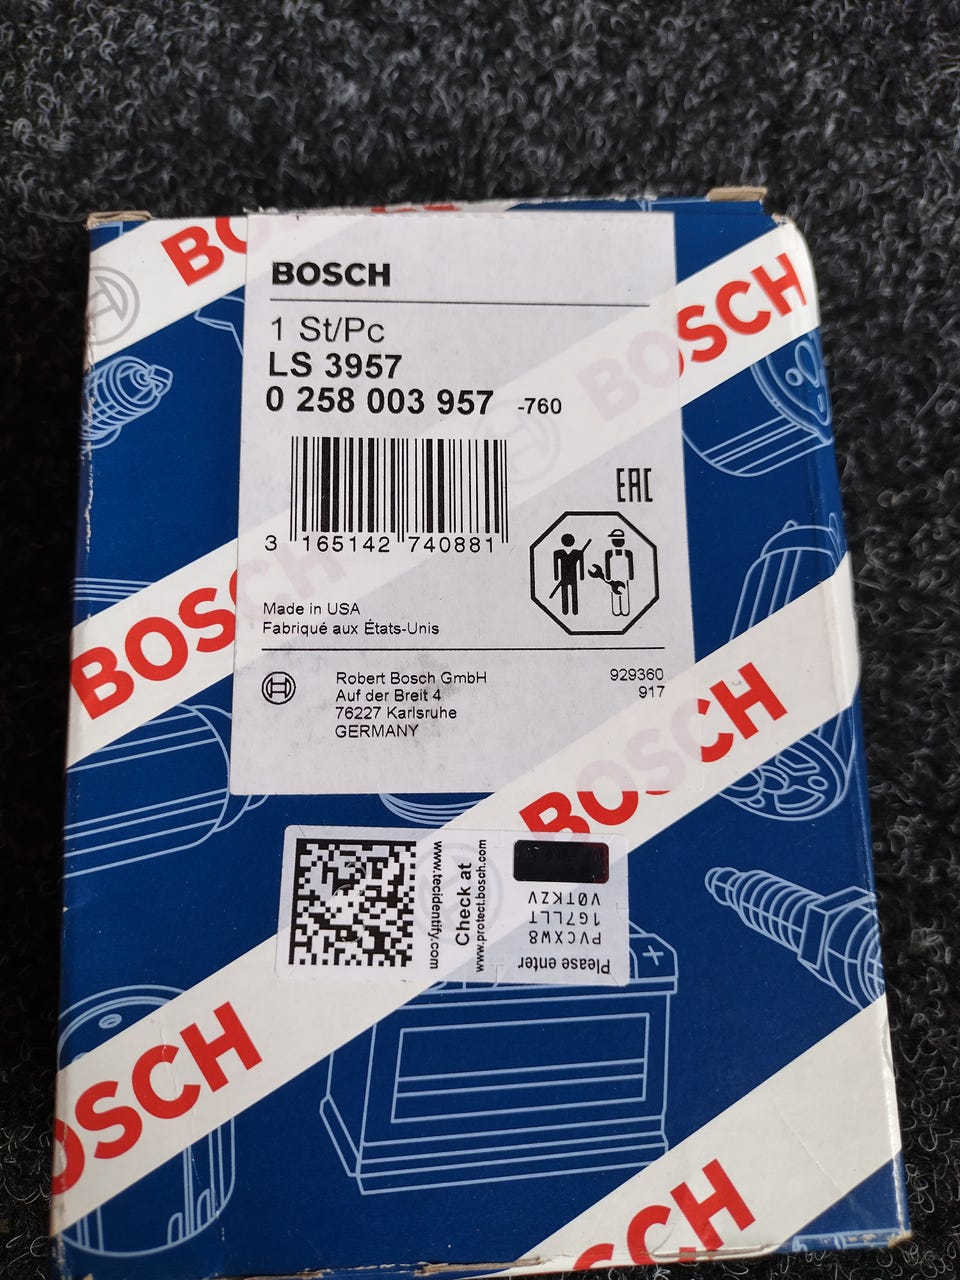 BOSCH
BOSCH
1 St/Pc
LS 3957
0 258 003 957 -760
BOSCH
EAC
3 165142 740881
Made in USA
Fabriqué aux États-Unis
BOSCH
Robert Bosch GmbH
Auf der Breit 4
76227 Karlsruhe
GERMANY
929360
917
BOSCH
www.tecidentify.com
Check at
www.protect.bosch.com
Please enter
PVCXW8
1G7LLT
V0TKZV
BOSCH
BOSCH